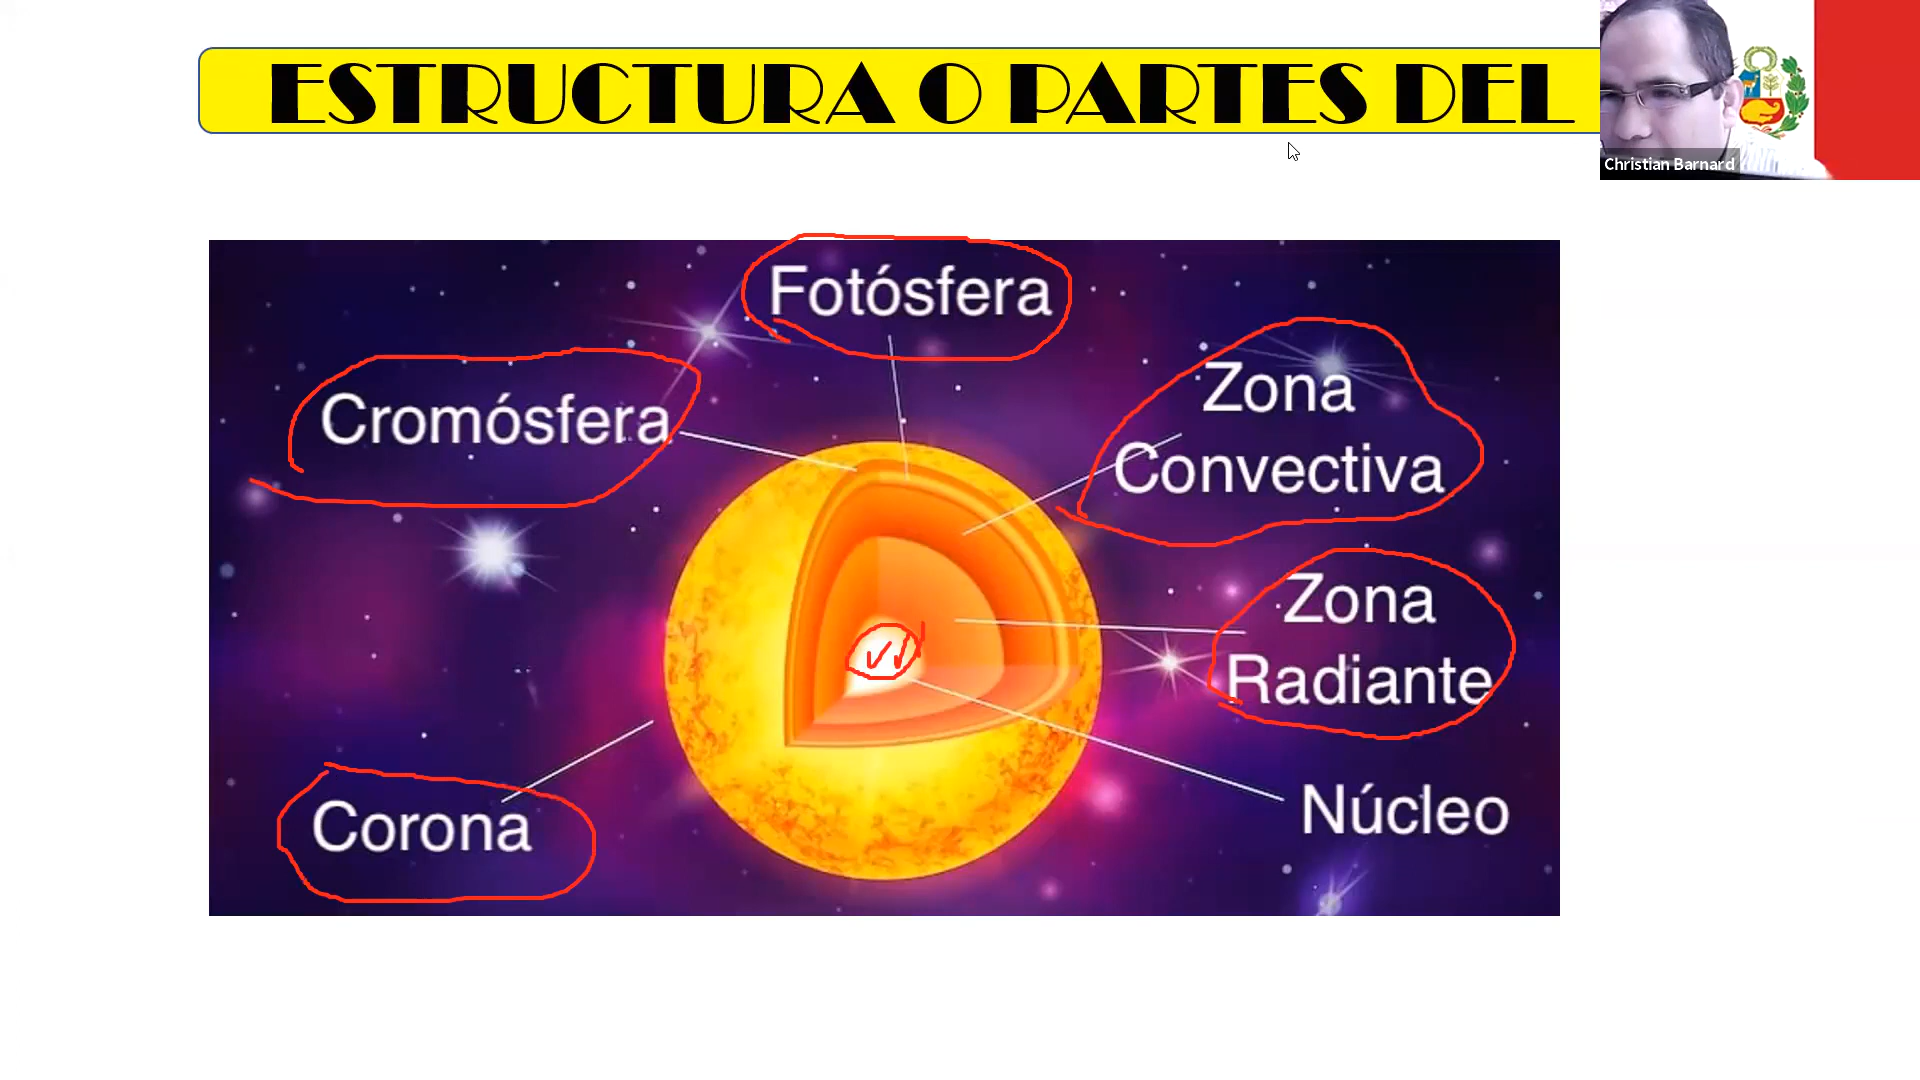 ESTRUCTURA O PARTES DEL
Christian Barnard
Fotósfera
Cromósfera
Zona
Convectiva
Zona
Radiante
Núcleo
Corona